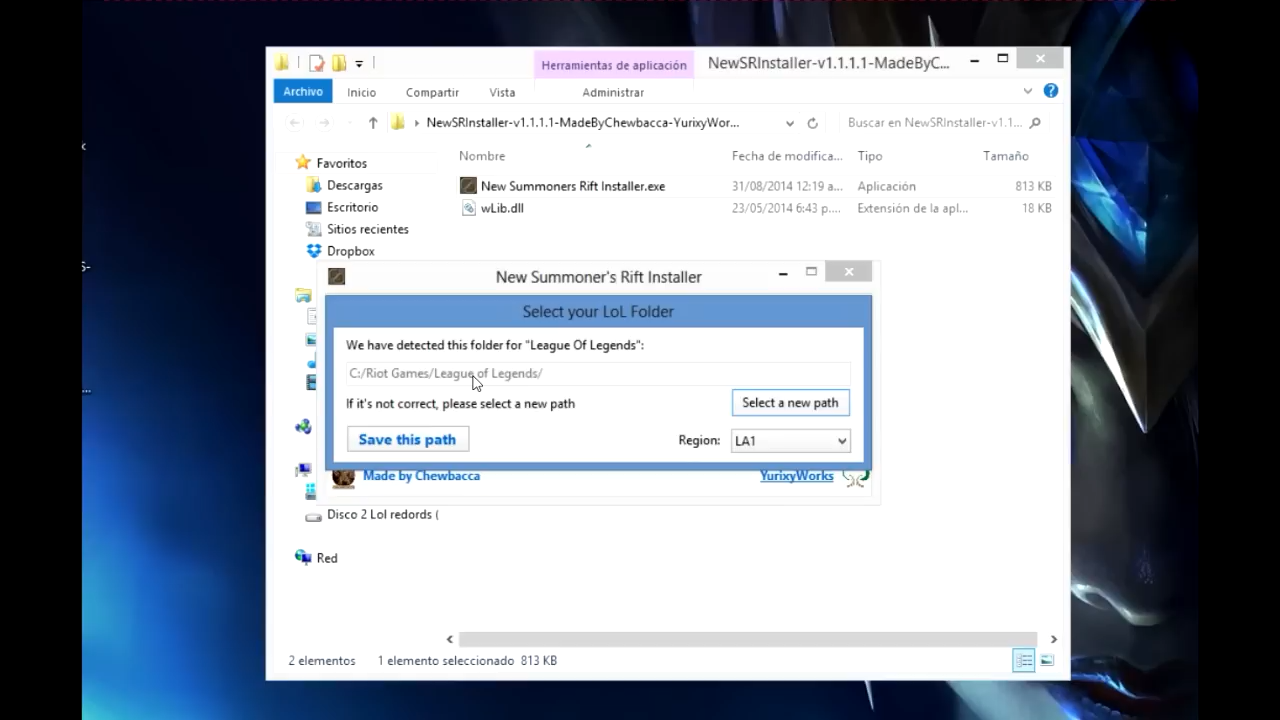 Herramientas de aplicación
NewSRInstaller-v1.1.1.1-MadeByC...
Archivo Inicio Compartir Vista Administrar
NewSRInstaller-v1.1.1.1-MadeByChewbacca-YurixyWor...
Buscar en NewSRInstaller-v1.1...
Nombre Fecha de modifica... Tipo Tamaño
Favoritos
Descargas
Escritorio
Sitios recientes
Dropbox
New Summoners Rift Installer.exe 31/08/2014 12:19 a... Aplicación 813 KB
wLib.dll 23/05/2014 6:43 p.... Extensión de la apl... 18 KB
New Summoner's Rift Installer
Select your LoL Folder
We have detected this folder for "League Of Legends":
C:/Riot Games/League of Legends/
If it's not correct, please select a new path
Select a new path
Save this path
Region: LA1
Made by Chewbacca
YurixyWorks
Disco 2 Lol redords (
Red
2 elementos 1 elemento seleccionado 813 KB